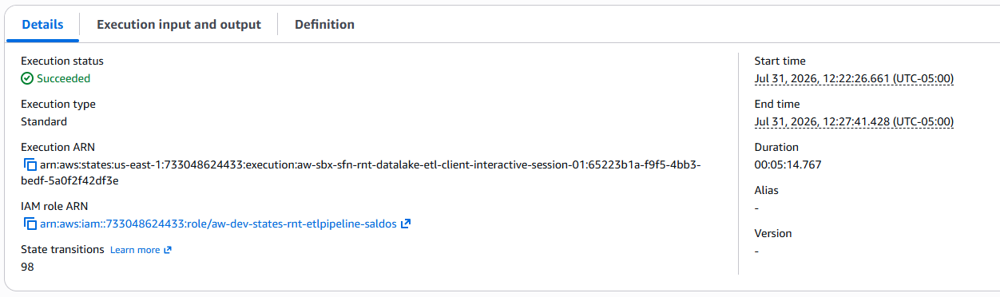 Details
Execution input and output
Definition
Execution status
Succeeded
Execution type
Standard
Execution ARN
arn:aws:states:us-east-1:733048624433:execution:aw-sbx-sfn-rnt-datalake-etl-client-interactive-session-01:65223b1a-f9f5-4bb3-
bedf-5a0f2f42df3e
IAM role ARN
arn:aws:iam::733048624433:role/aw-dev-states-rnt-etlpipeline-saldos
State transitions Learn more
98
Start time
Jul 31, 2026, 12:22:26.661 (UTC-05:00)
End time
Jul 31, 2026, 12:27:41.428 (UTC-05:00)
Duration
00:05:14.767
Alias
-
Version
-